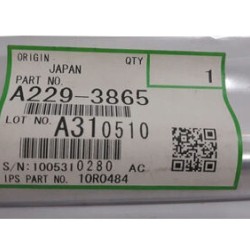 ORIGIN JAPAN QTY
PART NO. 1
A229-3865
LOT NO. A310510
S/N: 1005310280 AC
IPS PART NO. 10R0484